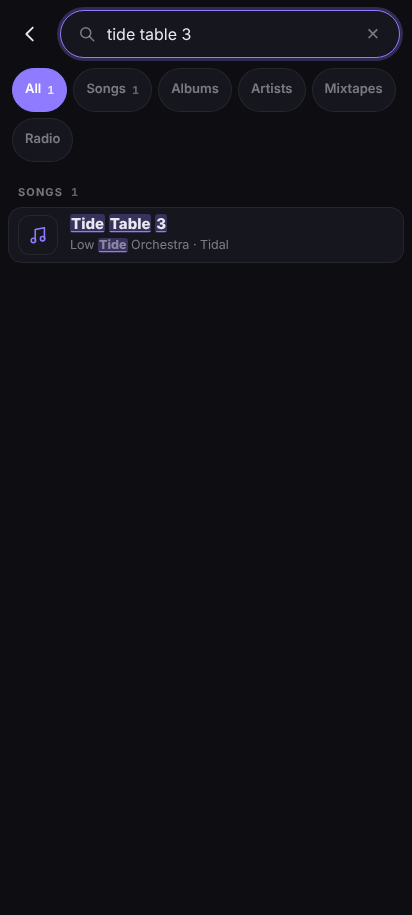 tide table 3
All 1
Songs 1
Albums
Artists
Mixtapes
Radio
SONGS 1
Tide Table 3
Low Tide Orchestra · Tidal